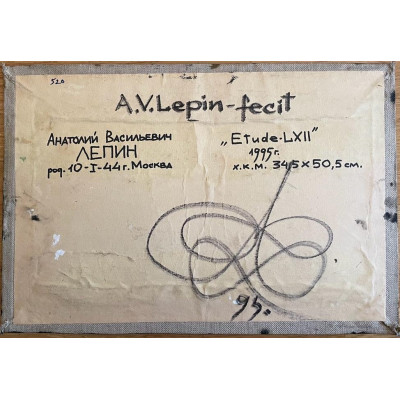 520
A.V. Lepin-fecit
Анатолий Васильевич
ЛЕПИН
род. 10-I-44 г. Москва
„Etude-LXII"
1995 г.
х.к.м. 34,5 x 50,5 см.
95.